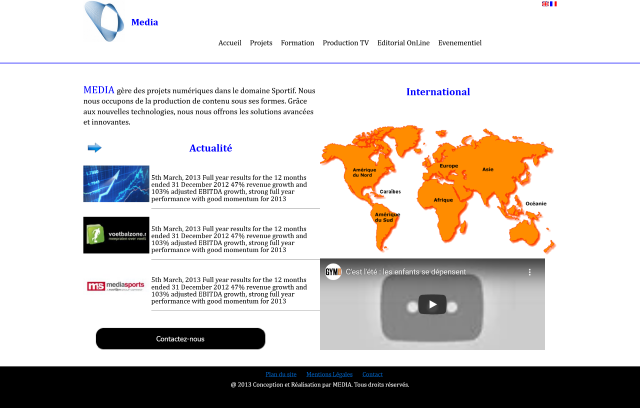 Media
Accueil Projets Formation Production TV Editorial OnLine Evenementiel
MEDIA gère des projets numériques dans le domaine Sportif. Nous
nous occupons de la production de contenu sous ses formes. Grâce
aux nouvelles technologies, nous nous offrons les solutions avancées
et innovantes.
Actualité
5th March, 2013 Full year results for the 12 months
ended 31 December 2012 47% revenue growth and
103% adjusted EBITDA growth, strong full year
performance with good momentum for 2013
voetbalzone.n
5th March, 2013 Full year results for the 12 months
ended 31 December 2012 47% revenue growth and
103% adjusted EBITDA growth, strong full year
performance with good momentum for 2013
ms mediasports
5th March, 2013 Full year results for the 12 months
ended 31 December 2012 47% revenue growth and
103% adjusted EBITDA growth, strong full year
performance with good momentum for 2013
Contactez-nous
International
Amérique
du Nord
Caraïbes
Amérique
du Sud
Europe
Afrique
Asie
Océanie
GYM
C'est l'été : les enfants se dépensent
Plan du site Mentions Légales Contact
@ 2013 Conception et Réalisation par MEDIA. Tous droits réservés.